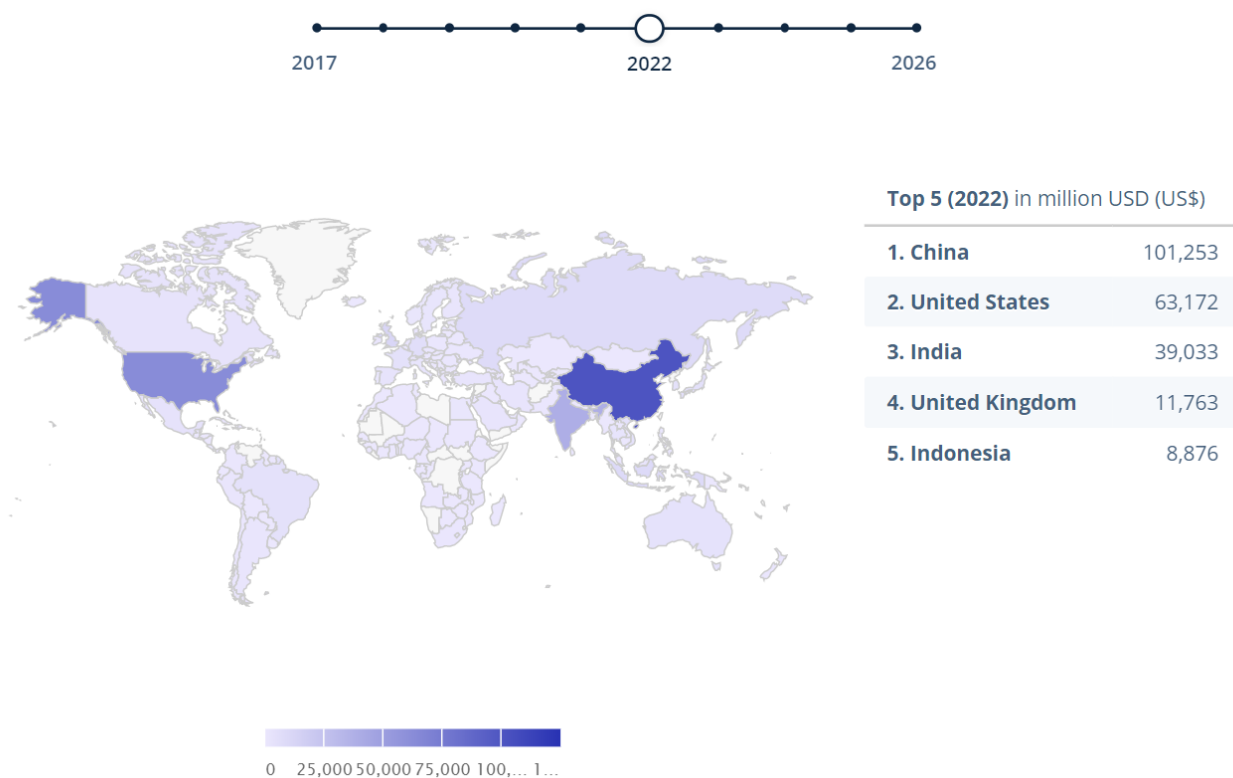 2017 2022 2026
Top 5 (2022) in million USD (US$)
1. China 101,253
2. United States 63,172
3. India 39,033
4. United Kingdom 11,763
5. Indonesia 8,876
0 25,000 50,000 75,000 100,... 1...